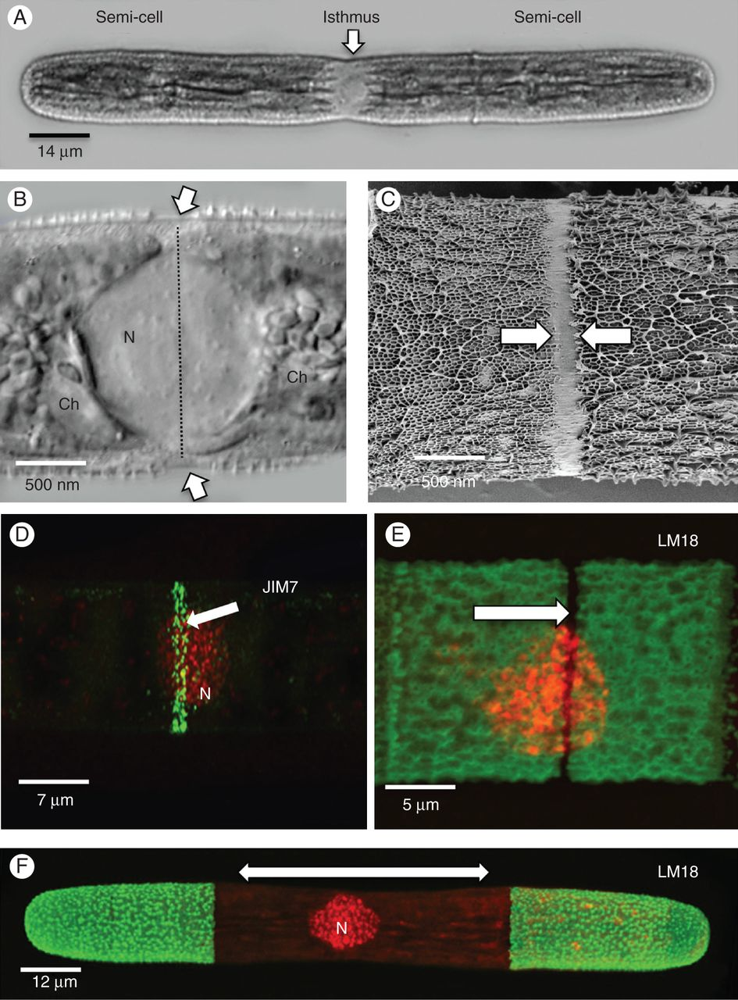 A
Semi-cell Isthmus Semi-cell
14 μm
B
N
Ch
Ch
500 nm
C
500 nm
D
JIM7
N
7 μm
E
LM18
5 μm
F
LM18
N
12 μm